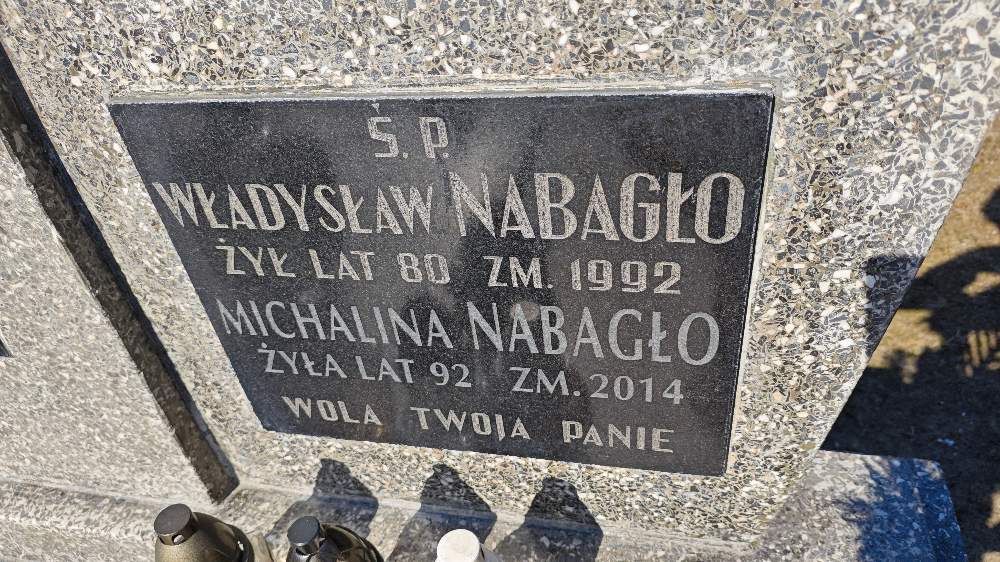 Ś. P.
WŁADYSŁAW NABAGŁO
ŻYŁ LAT 80 ZM. 1992
MICHALINA NABAGŁO
ŻYŁA LAT 92 ZM. 2014
WOLA TWOJA PANIE